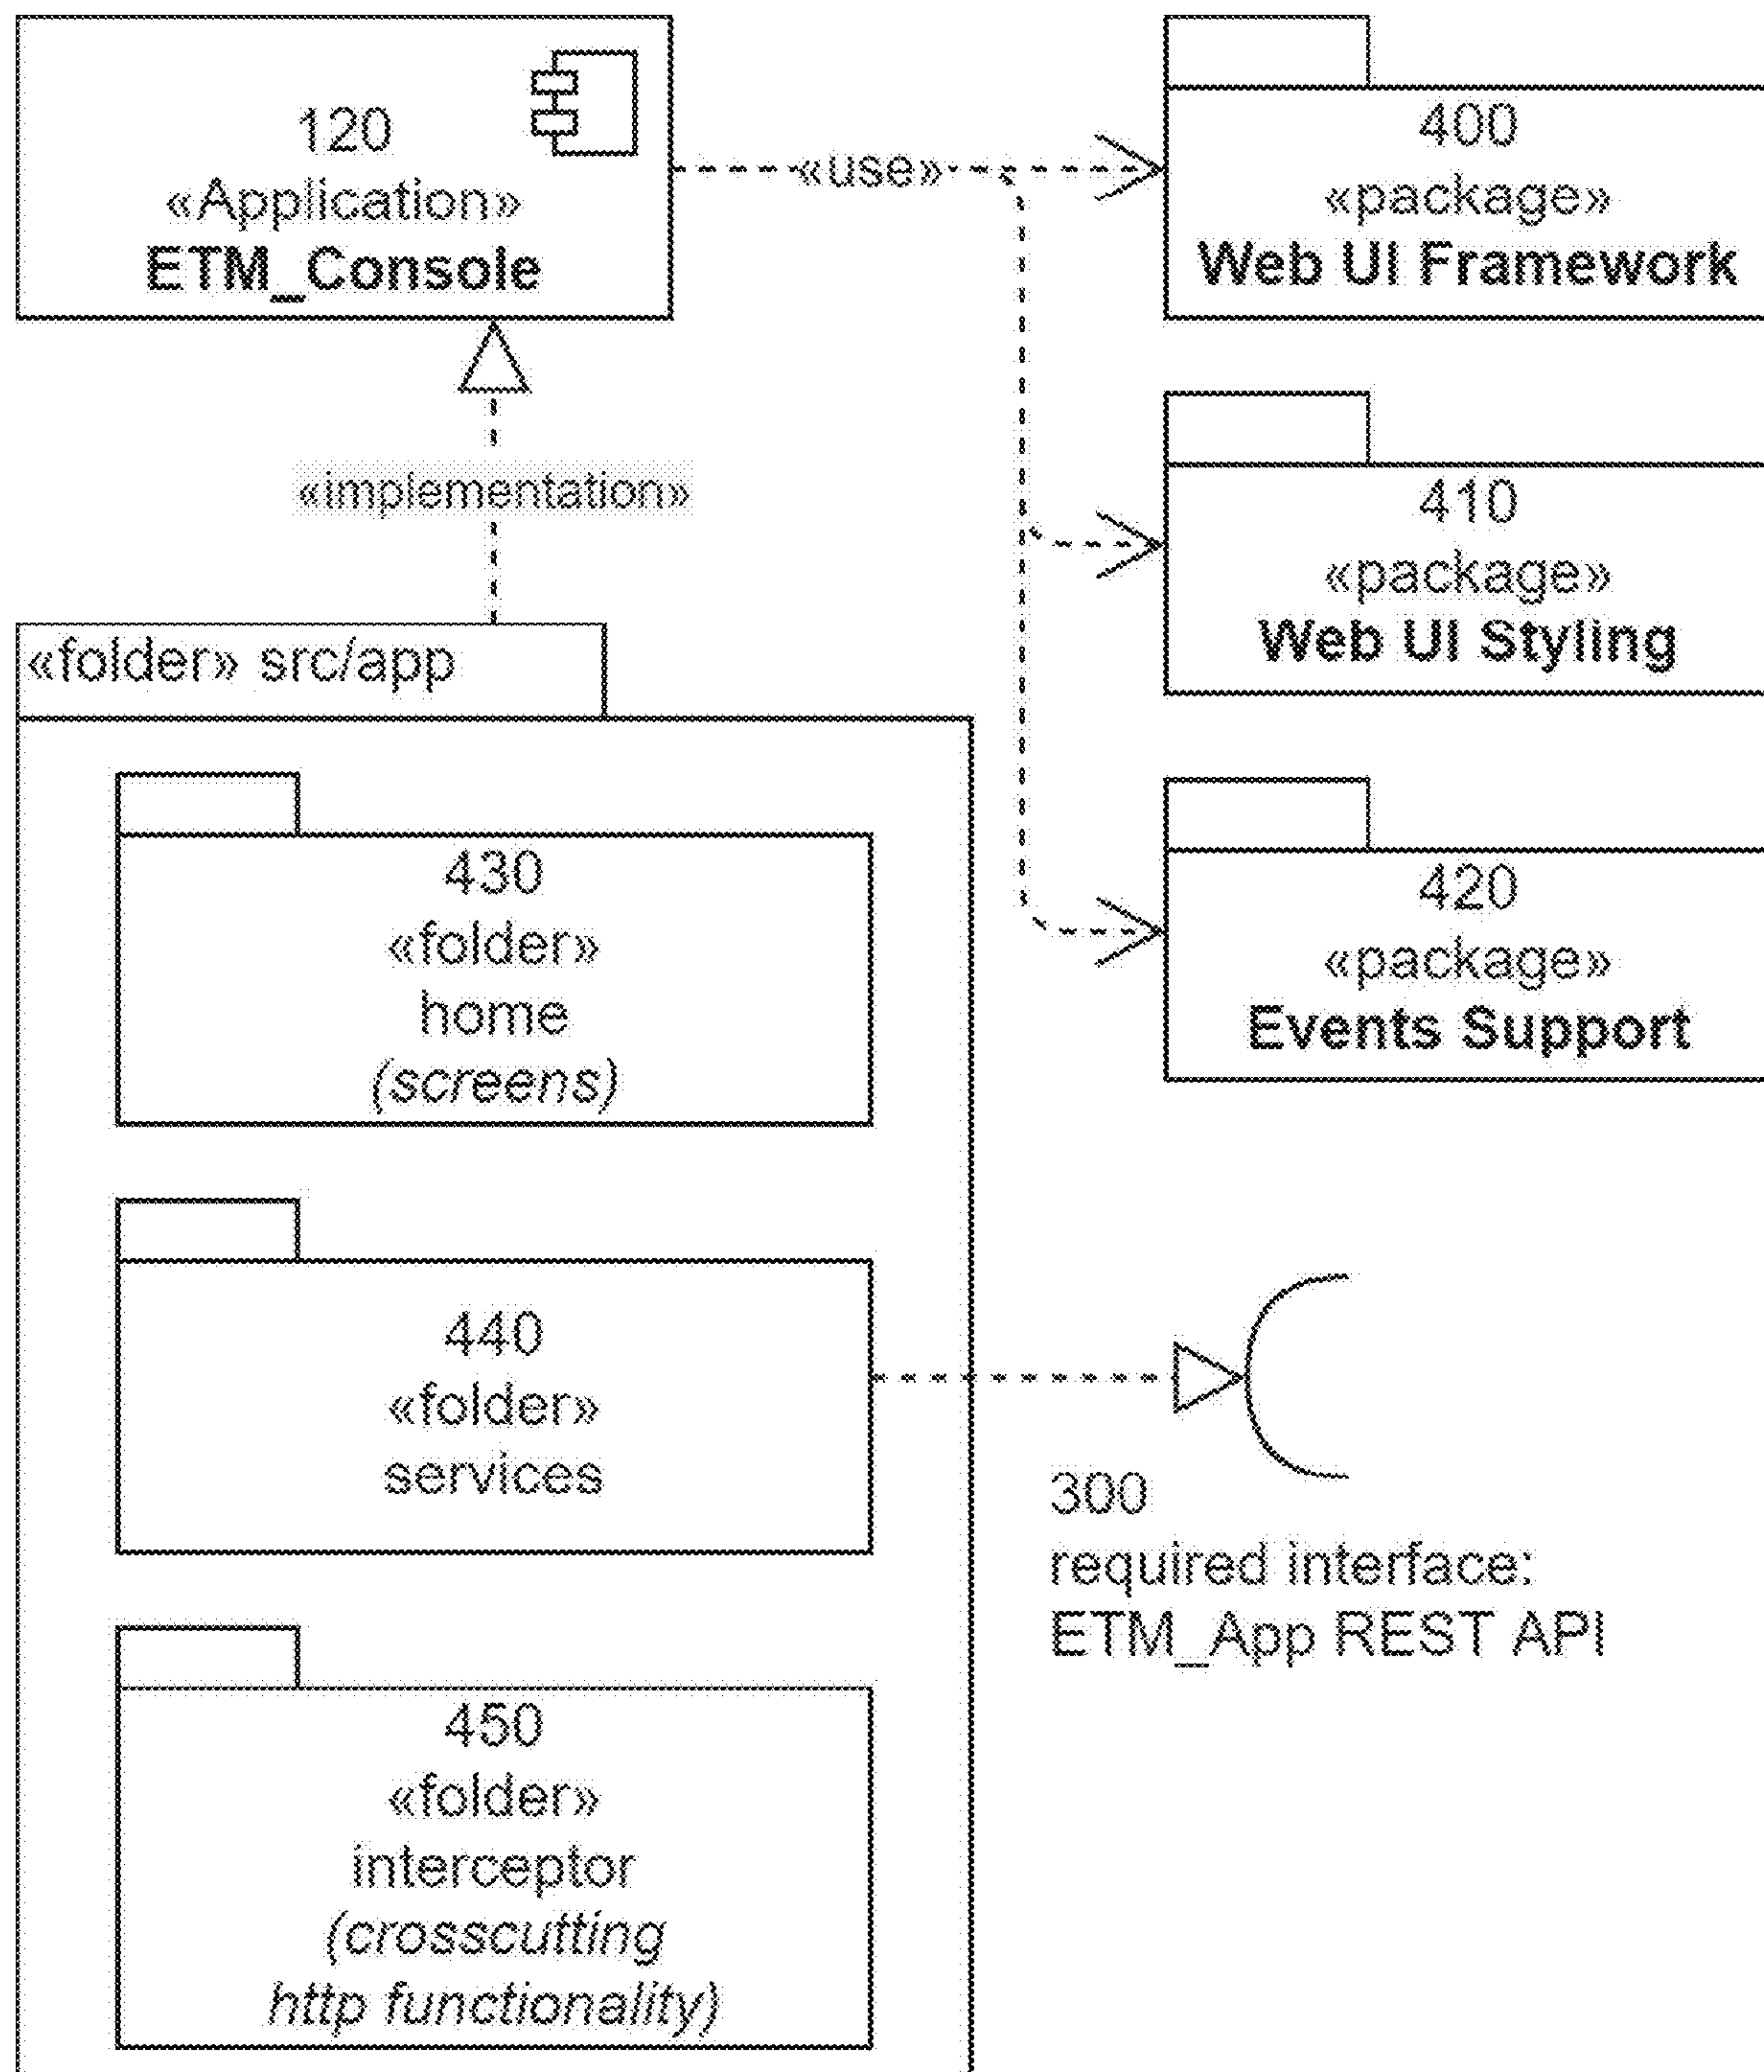 120
«Application»
ETM_Console
«use»
400
«package»
Web UI Framework
«implementation»
410
«package»
Web UI Styling
«folder» src/app
420
«package»
Events Support
430
«folder»
home
(screens)
440
«folder»
services
300
required interface:
ETM_App REST API
450
«folder»
interceptor
(crosscutting
http functionality)